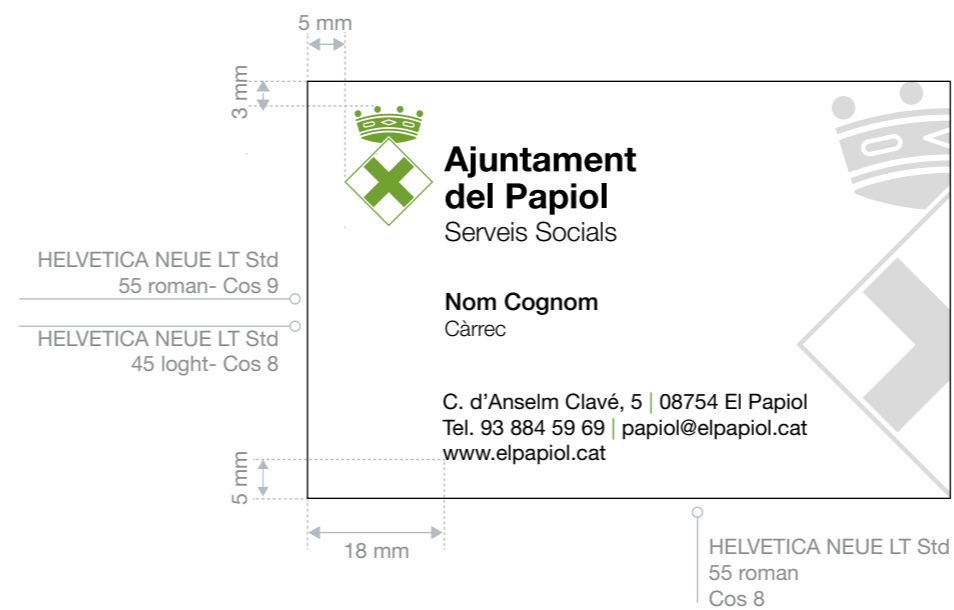 5 mm
3 mm
Ajuntament
del Papiol
Serveis Socials
HELVETICA NEUE LT Std
55 roman- Cos 9
HELVETICA NEUE LT Std
45 loght- Cos 8
Nom Cognom
Càrrec
C. d’Anselm Clavé, 5 | 08754 El Papiol
Tel. 93 884 59 69 | papiol@elpapiol.cat
www.elpapiol.cat
5 mm
18 mm
HELVETICA NEUE LT Std
55 roman
Cos 8